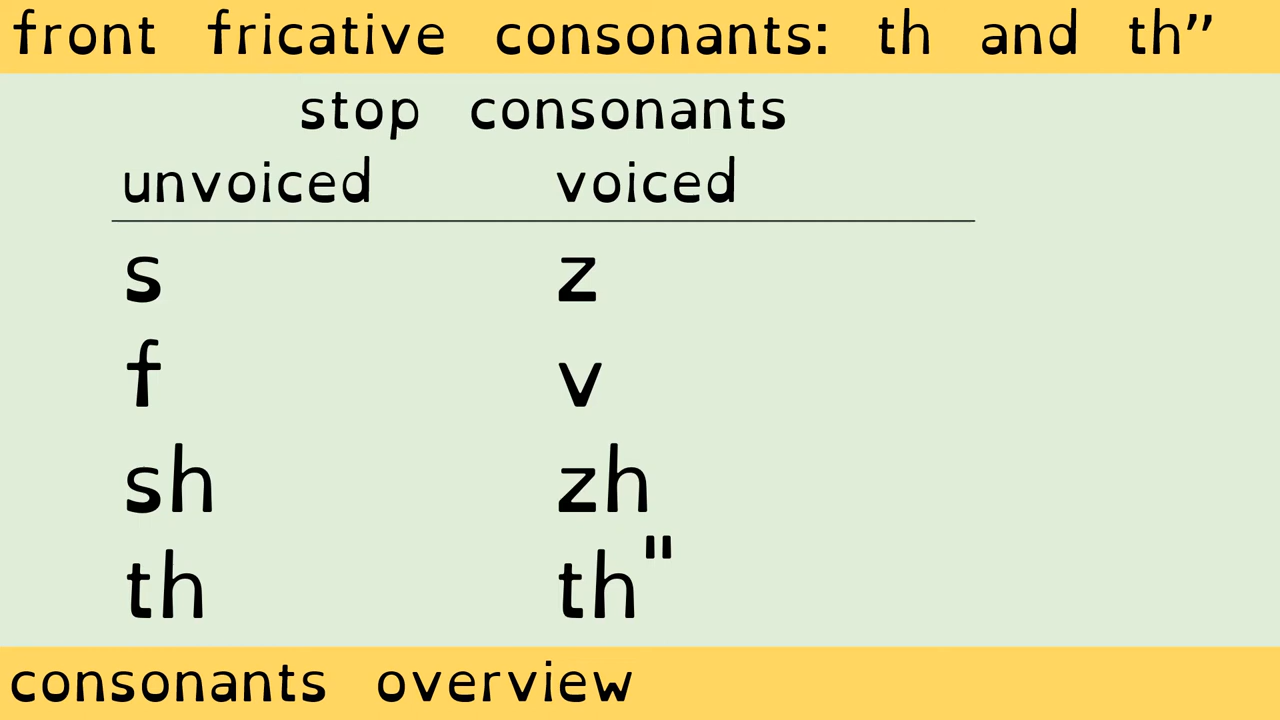 front fricative consonants: th and th”
stop consonants
unvoiced voiced
s z
f v
sh zh
th th"
consonants overview